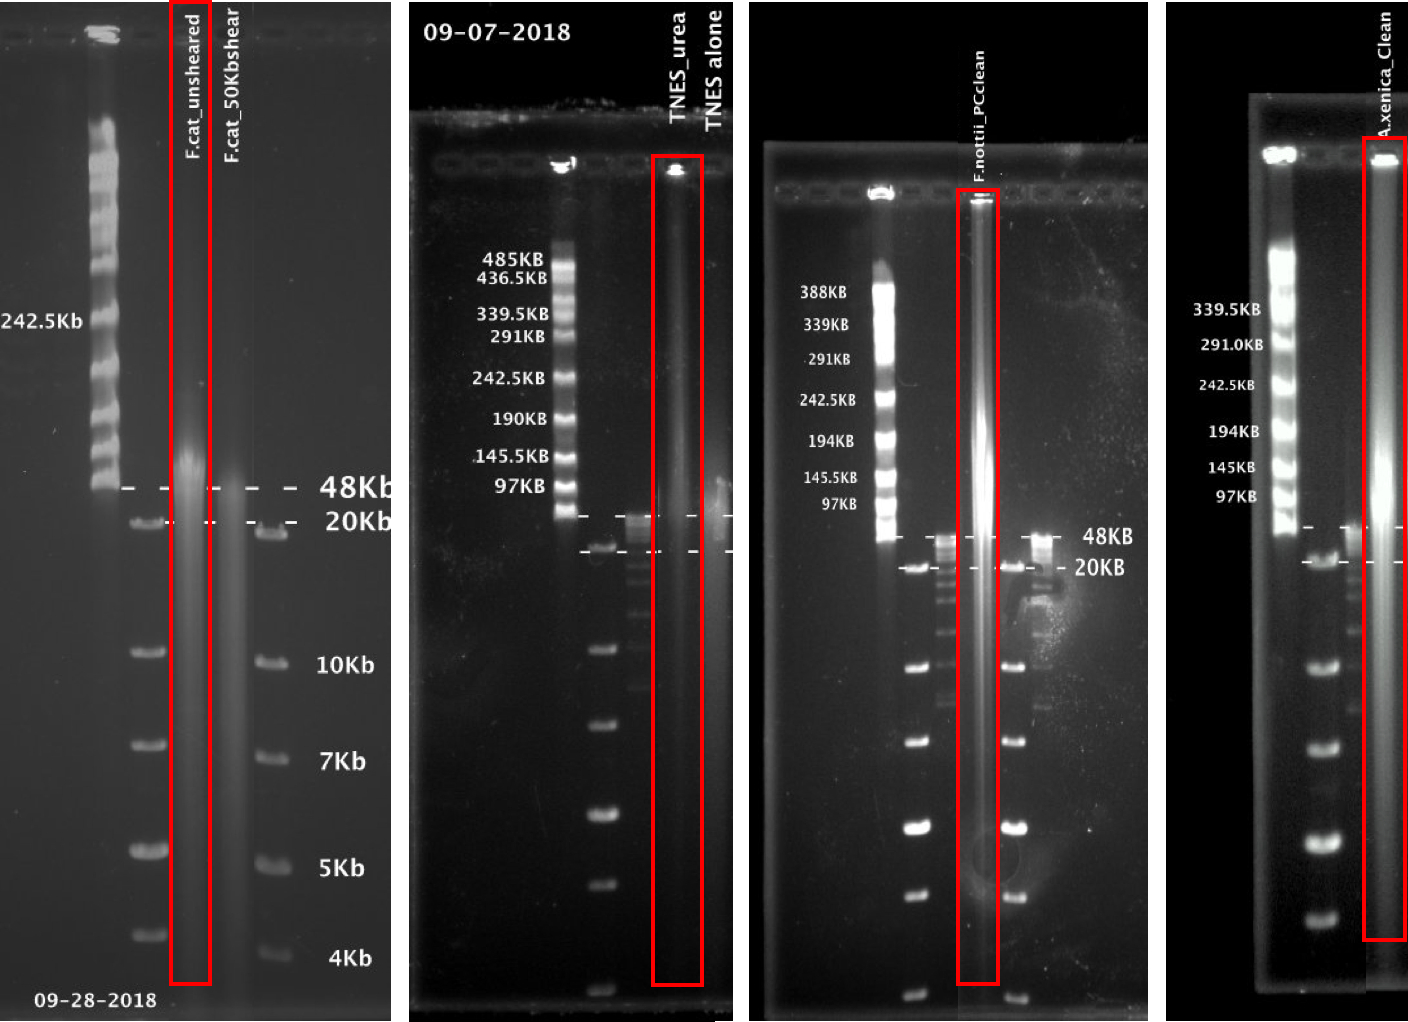 F.cat_unsheared
F.cat_50Kbshear
242.5Kb
48Kb
20Kb
10Kb
7Kb
5Kb
4Kb
09-28-2018
09-07-2018
TNES_urea
TNES alone
485KB
436.5KB
339.5KB
291KB
242.5KB
190KB
145.5KB
97KB
F.nottii_PCclean
388KB
339KB
291KB
242.5KB
194KB
145.5KB
97KB
48KB
20KB
A.xenica_Clean
339.5KB
291.0KB
242.5KB
194KB
145KB
97KB